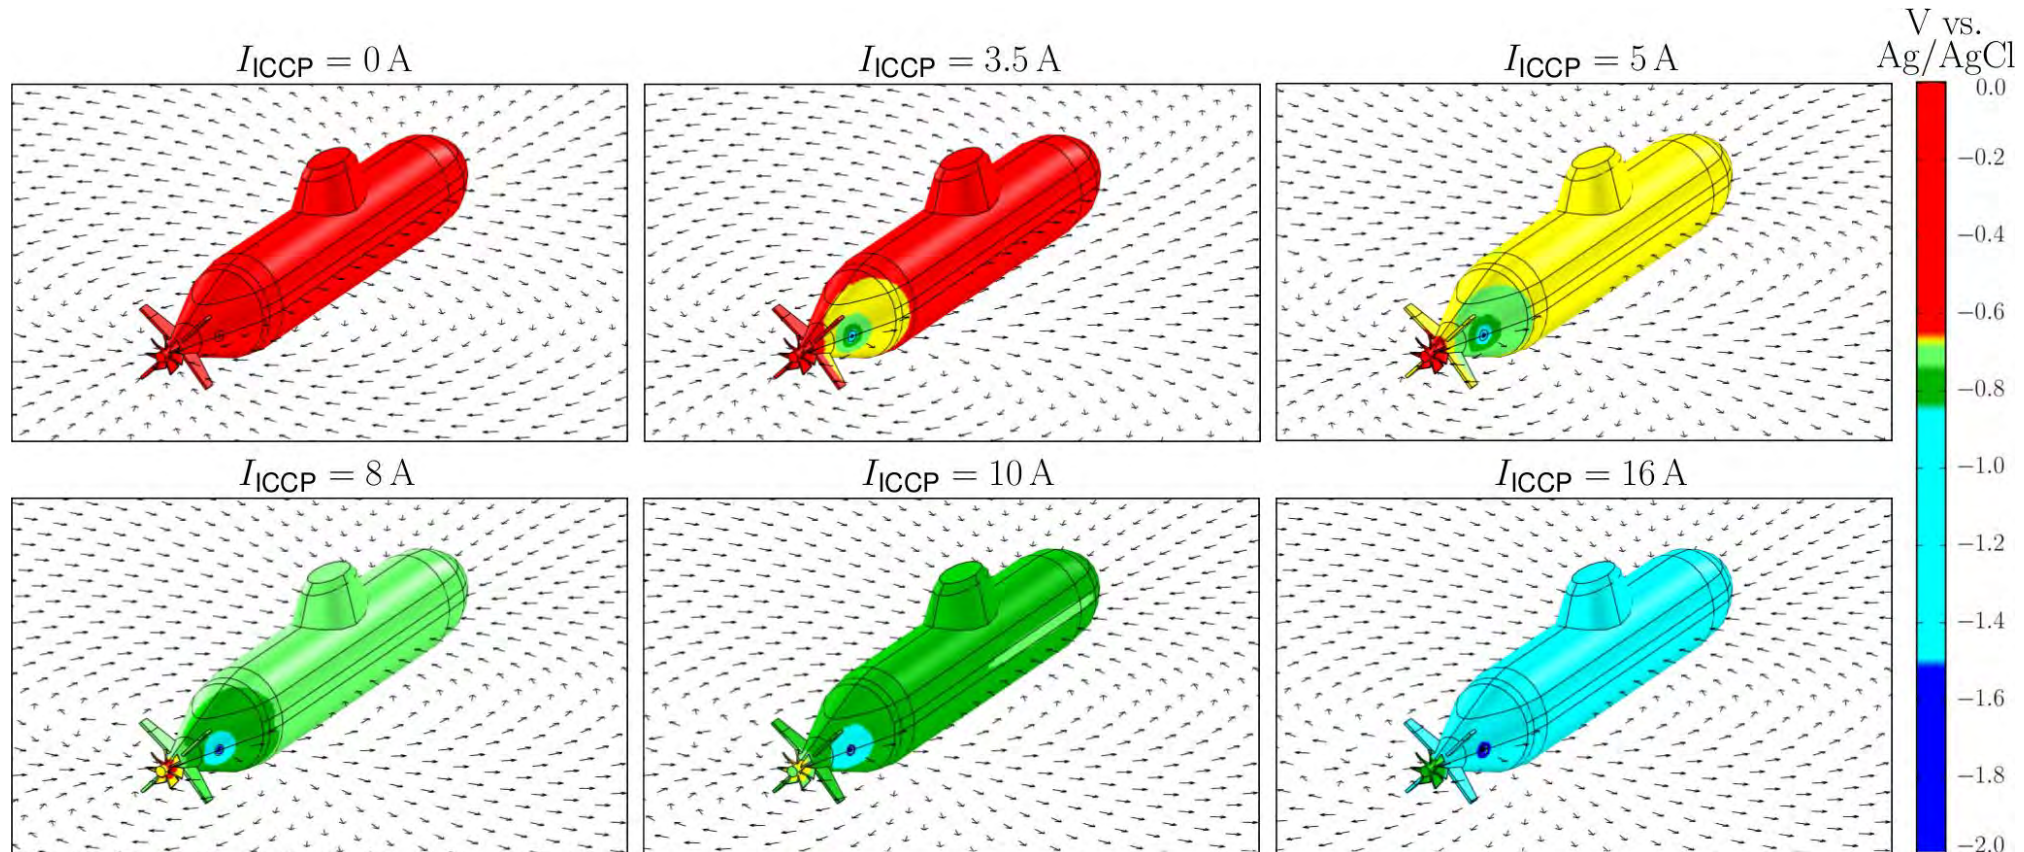 I_ICCP = 0 A
I_ICCP = 3.5 A
I_ICCP = 5 A
V vs.
Ag/AgCl
0.0
−0.2
−0.4
−0.6
−0.8
−1.0
−1.2
−1.4
−1.6
−1.8
−2.0
I_ICCP = 8 A
I_ICCP = 10 A
I_ICCP = 16 A